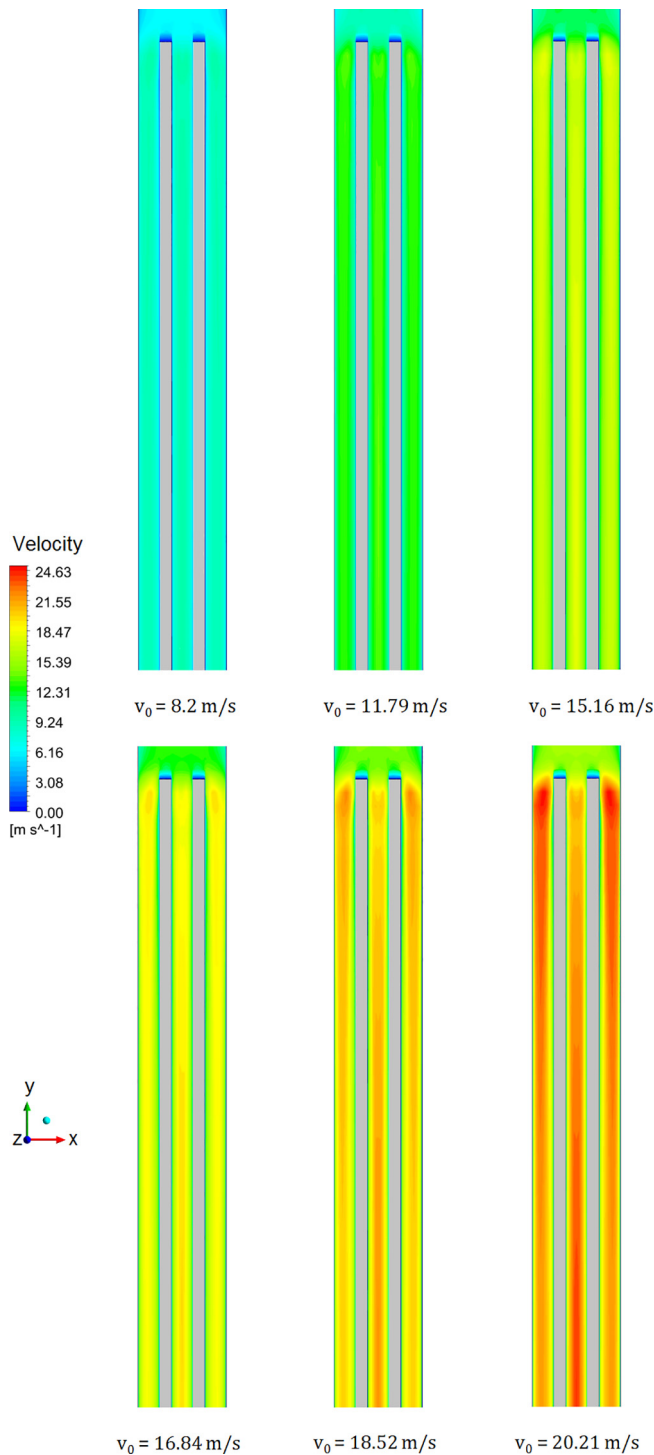 v₀ = 8.2 m/s
v₀ = 11.79 m/s
v₀ = 15.16 m/s
Velocity
24.63
21.55
18.47
15.39
12.31
9.24
6.16
3.08
0.00
[m s^-1]
y
z
x
v₀ = 16.84 m/s
v₀ = 18.52 m/s
v₀ = 20.21 m/s